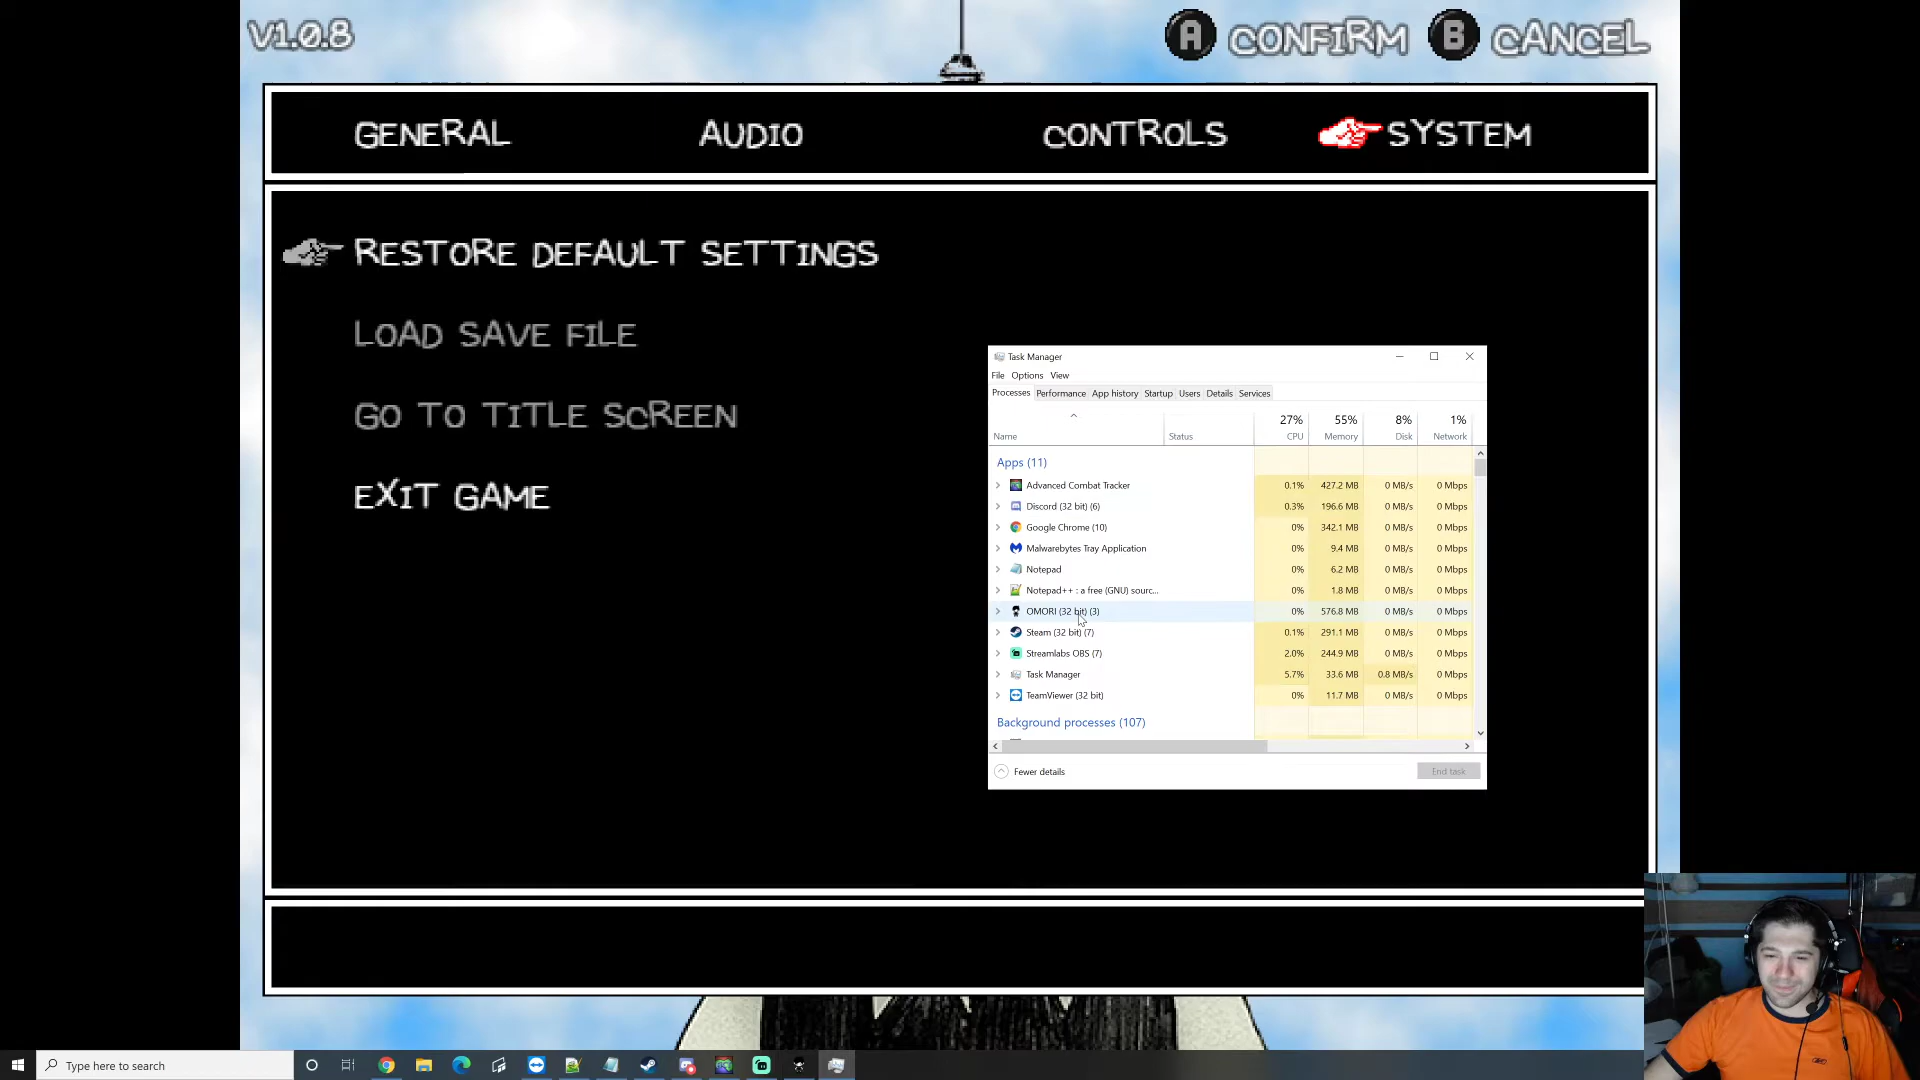 V1.0.8
A CONFIRM B CANCEL
GENERAL AUDIO CONTROLS SYSTEM
RESTORE DEFAULT SETTINGS
LOAD SAVE FILE
GO TO TITLE SCREEN
EXIT GAME
Task Manager
File Options View
Processes Performance App history Startup Users Details Services
27% 55% 8% 1%
Name Status CPU Memory Disk Network
Apps (11)
Advanced Combat Tracker 0.1% 427.2 MB 0 MB/s 0 Mbps
Discord (32 bit) (6) 0.3% 196.6 MB 0 MB/s 0 Mbps
Google Chrome (10) 0% 342.1 MB 0 MB/s 0 Mbps
Malwarebytes Tray Application 0% 9.4 MB 0 MB/s 0 Mbps
Notepad 0% 6.2 MB 0 MB/s 0 Mbps
Notepad++ : a free (GNU) sourc... 0% 1.8 MB 0 MB/s 0 Mbps
OMORI (32 bit) (3) 0% 576.8 MB 0 MB/s 0 Mbps
Steam (32 bit) (7) 0.1% 291.1 MB 0 MB/s 0 Mbps
Streamlabs OBS (7) 2.0% 244.9 MB 0 MB/s 0 Mbps
Task Manager 5.7% 33.6 MB 0.8 MB/s 0 Mbps
TeamViewer (32 bit) 0% 11.7 MB 0 MB/s 0 Mbps
Background processes (107)
Fewer details End task
Type here to search